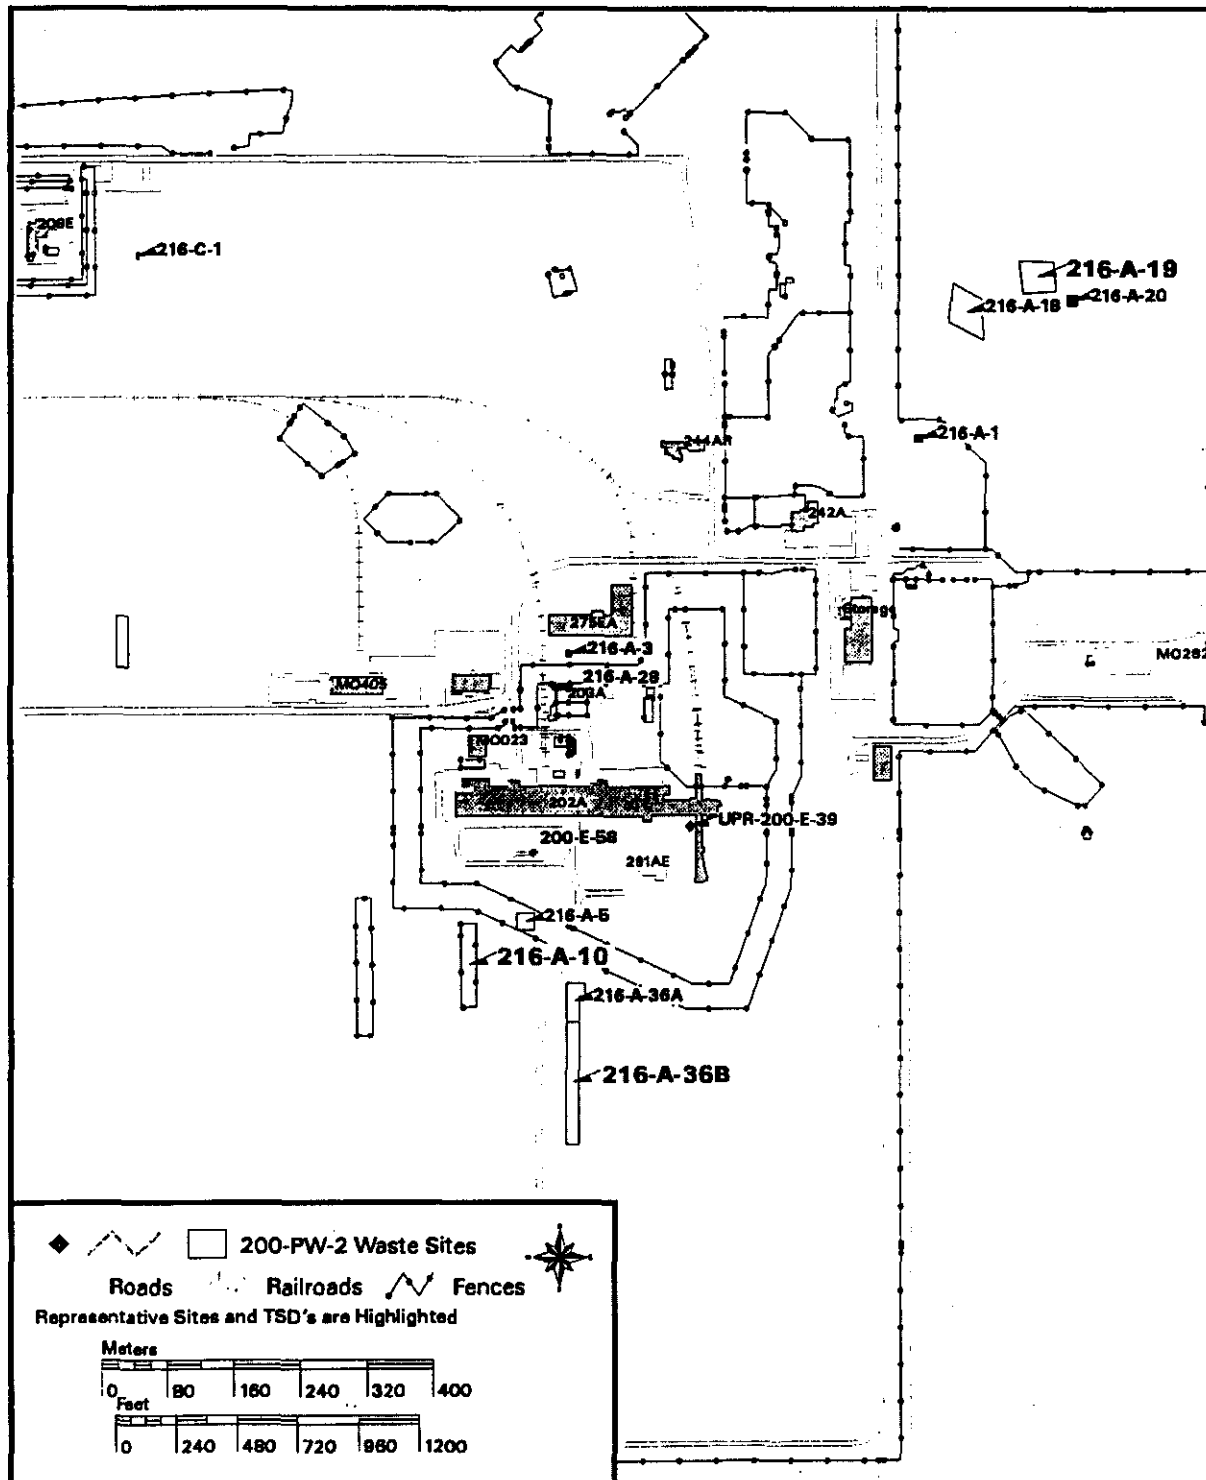 209E
216-C-1
216-A-19
216-A-18
216-A-20
216-A-1
244AR
242A
275EA
Storage
216-A-3
MO282
216-A-28
MO405
203A
MO023
202A
UPR-200-E-39
200-E-58
291AE
216-A-5
216-A-10
216-A-36A
216-A-36B
200-PW-2 Waste Sites
Roads Railroads Fences
Representative Sites and TSD's are Highlighted
Meters
0 80 160 240 320 400
Feet
0 240 480 720 960 1200